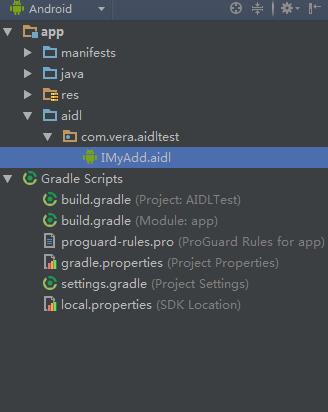 Android
app
manifests
java
res
aidl
com.vera.aidltest
IMyAdd.aidl
Gradle Scripts
build.gradle (Project: AIDLTest)
build.gradle (Module: app)
proguard-rules.pro (ProGuard Rules for app)
gradle.properties (Project Properties)
settings.gradle (Project Settings)
local.properties (SDK Location)